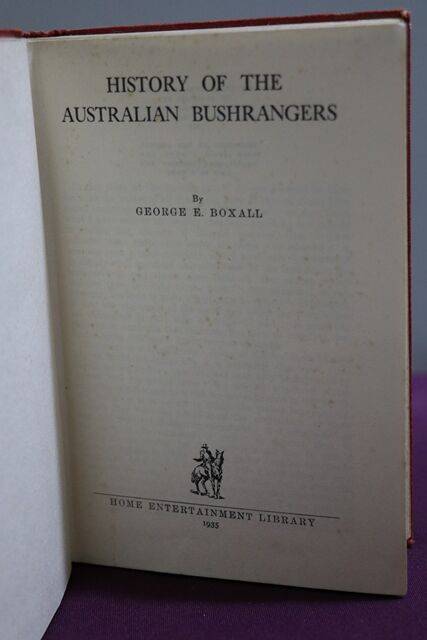 HISTORY OF THE
AUSTRALIAN BUSHRANGERS
By
GEORGE E. BOXALL
HOME ENTERTAINMENT LIBRARY
1935